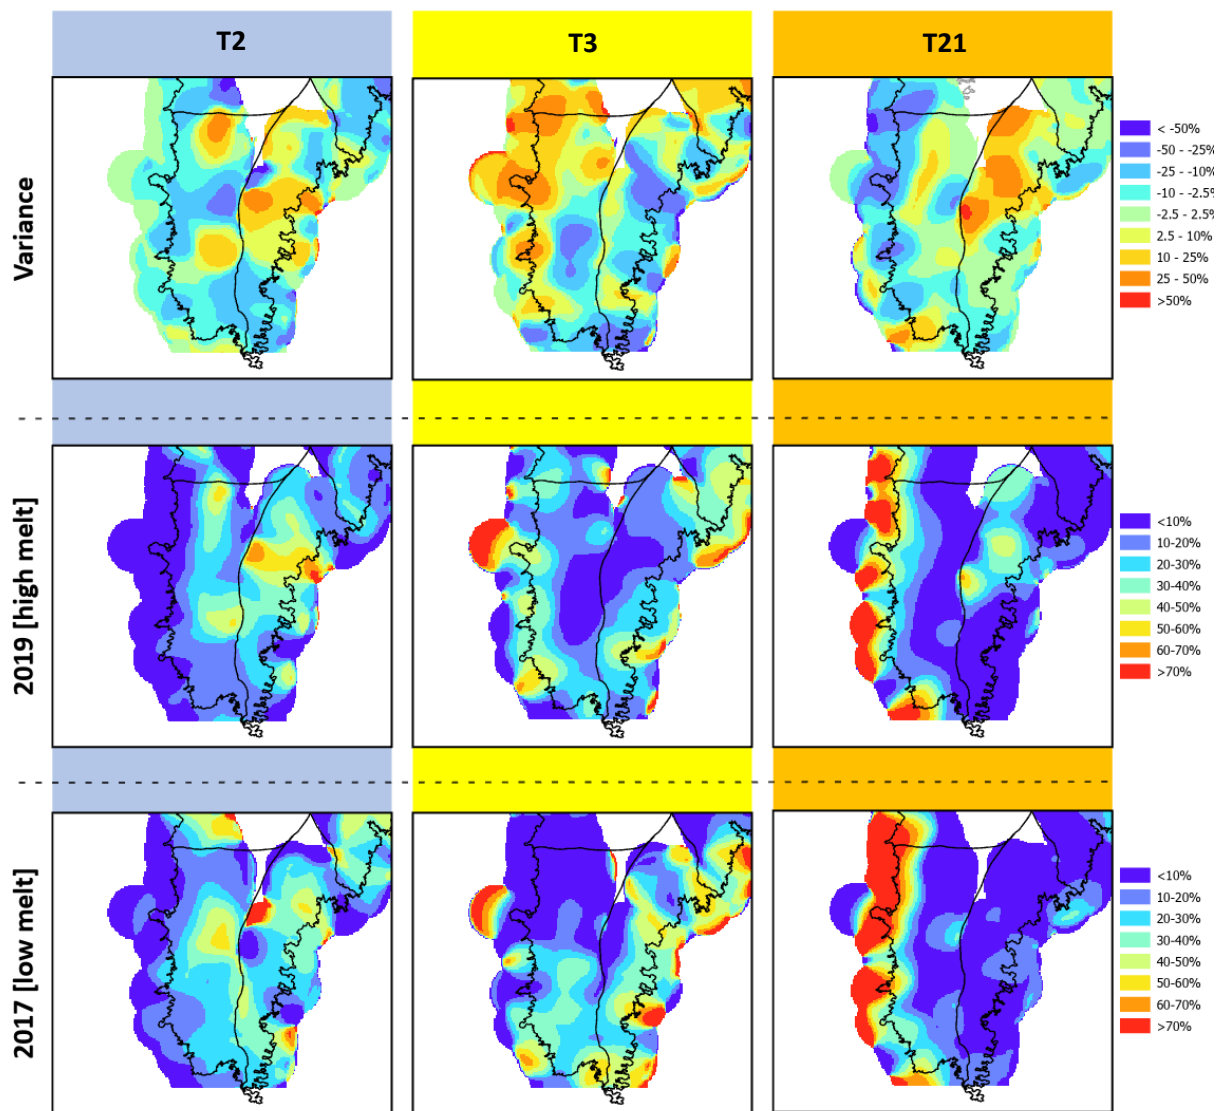 T2
T3
T21
Variance
< -50%
-50 - -25%
-25 - -10%
-10 - -2.5%
-2.5 - 2.5%
2.5 - 10%
10 - 25%
25 - 50%
>50%
2019 [high melt]
<10%
10-20%
20-30%
30-40%
40-50%
50-60%
60-70%
>70%
2017 [low melt]
<10%
10-20%
20-30%
30-40%
40-50%
50-60%
60-70%
>70%